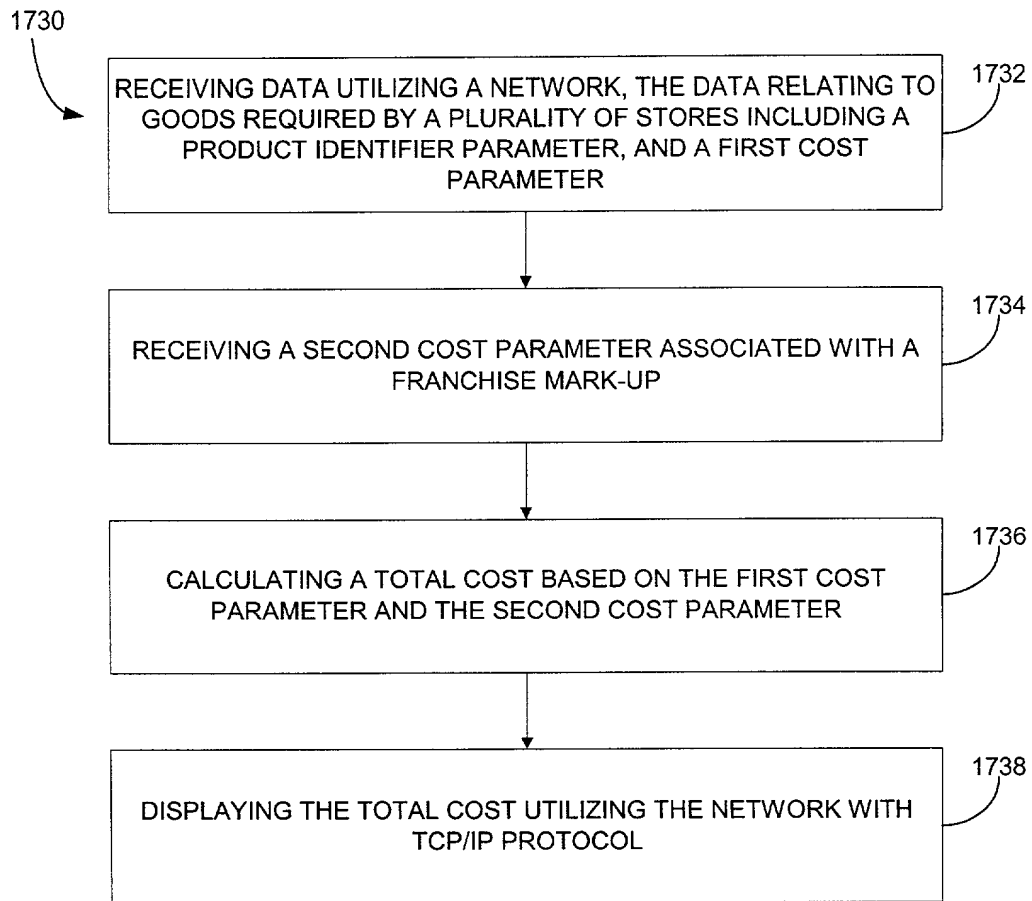 1730
RECEIVING DATA UTILIZING A NETWORK, THE DATA RELATING TO
GOODS REQUIRED BY A PLURALITY OF STORES INCLUDING A
PRODUCT IDENTIFIER PARAMETER, AND A FIRST COST
PARAMETER
1732
RECEIVING A SECOND COST PARAMETER ASSOCIATED WITH A
FRANCHISE MARK-UP
1734
CALCULATING A TOTAL COST BASED ON THE FIRST COST
PARAMETER AND THE SECOND COST PARAMETER
1736
DISPLAYING THE TOTAL COST UTILIZING THE NETWORK WITH
TCP/IP PROTOCOL
1738